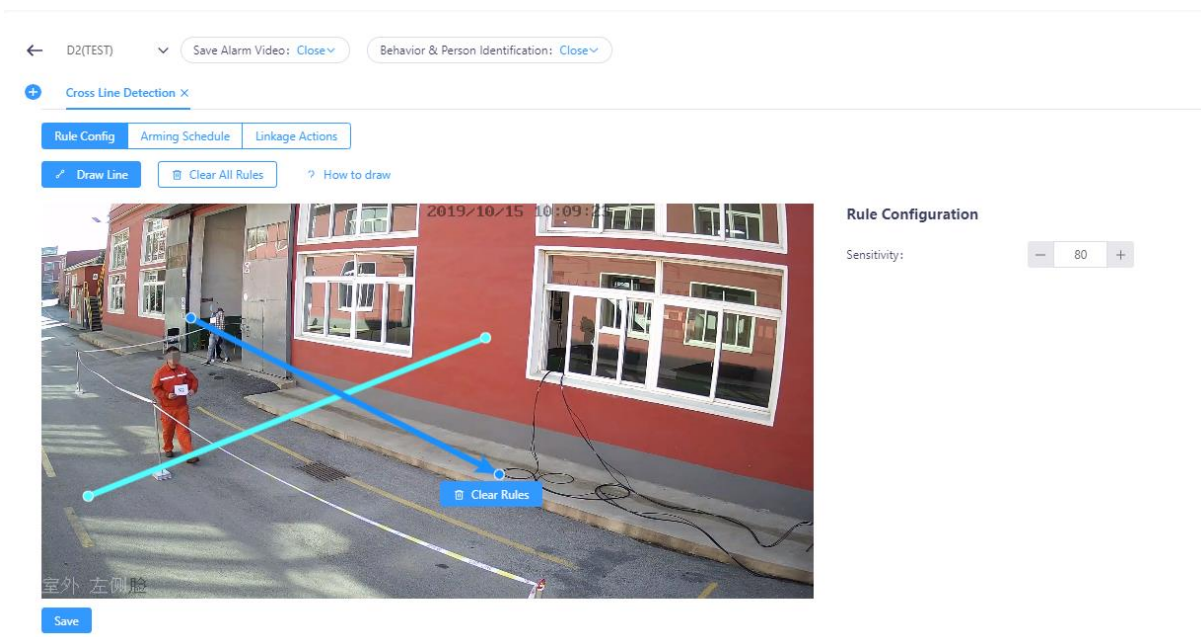 D2(TEST) Save Alarm Video: Close Behavior & Person Identification: Close
Cross Line Detection ×
Rule Config Arming Schedule Linkage Actions
Draw Line Clear All Rules ? How to draw
2019/10/15 10:09:23
Rule Configuration
Sensitivity: − 80 +
Clear Rules
室外 左侧脸
Save